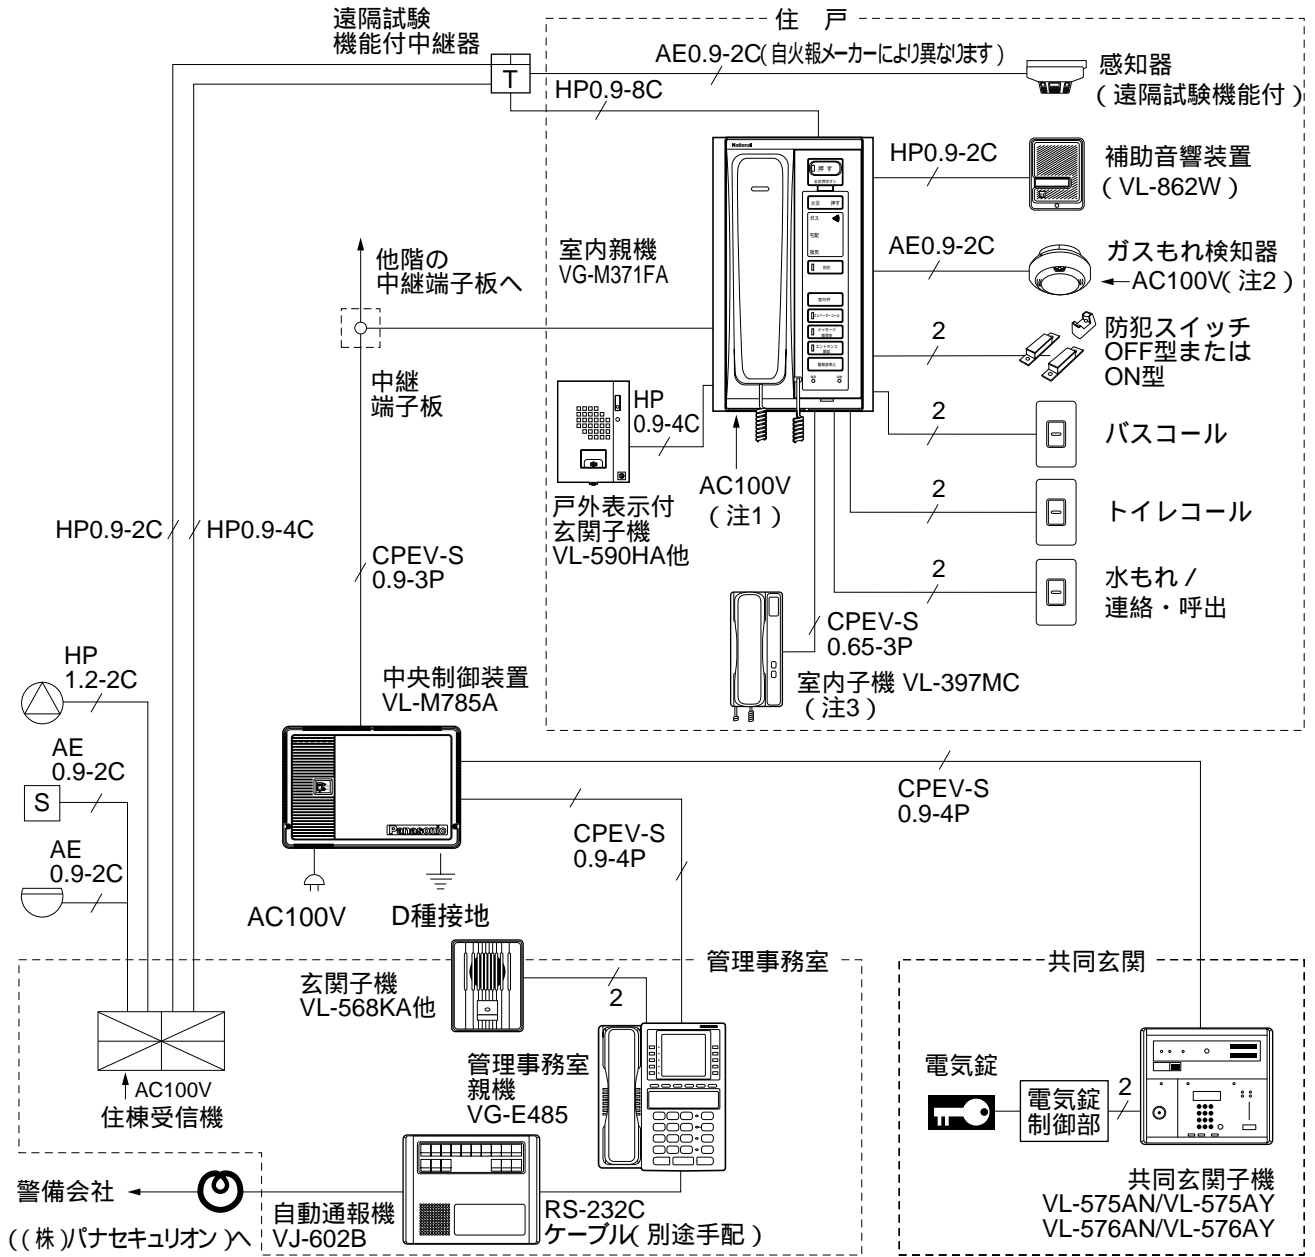 遠隔試験
機能付中継器
T
住 戸
AE0.9-2C(自火報メーカーにより異なります)
HP0.9-8C
感知器
(遠隔試験機能付)
HP0.9-2C
補助音響装置
(VL-862W)
National
押す
火災 押す
ガス
宅配
他階の
中継端子板へ
室内親機
VG-M371FA
AE0.9-2C
ガスもれ検知器
AC100V(注2)
2
防犯スイッチ
OFF型または
ON型
中継
端子板
HP
0.9-4C
2
バスコール
AC100V
(注1)
戸外表示付
玄関子機
VL-590HA他
2
トイレコール
HP0.9-2C
HP0.9-4C
CPEV-S
0.9-3P
2
水もれ/
連絡・呼出
CPEV-S
0.65-3P
室内子機 VL-397MC
(注3)
HP
1.2-2C
中央制御装置
VL-M785A
AE
0.9-2C
S
Panasonic
CPEV-S
0.9-4P
CPEV-S
0.9-4P
AE
0.9-2C
AC100V
D種接地
管理事務室
共同玄関
玄関子機
VL-568KA他
2
AC100V
住棟受信機
管理事務室
親機
VG-E485
電気錠
電気錠
制御部
2
共同玄関子機
VL-575AN/VL-575AY
VL-576AN/VL-576AY
警備会社
((株)パナセキュリオン)へ
自動通報機
VJ-602B
RS-232C
ケーブル(別途手配)